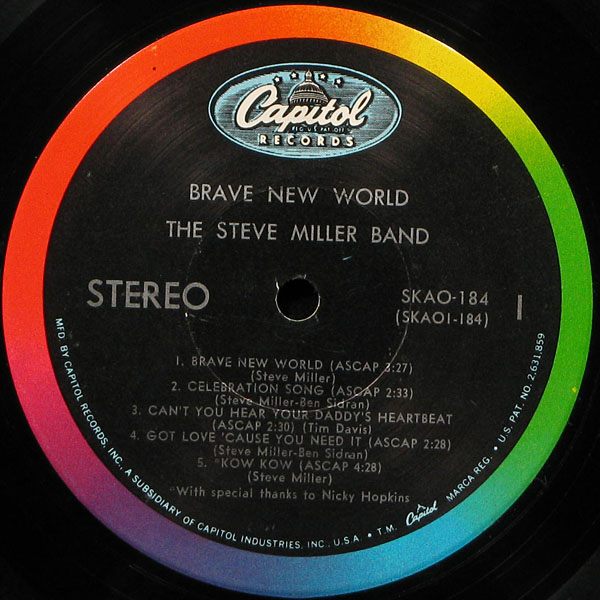 Capitol
REG. U.S. PAT. OFF.
RECORDS
BRAVE NEW WORLD
THE STEVE MILLER BAND
STEREO
SKAO-184
(SKAO1-184)
1
1. BRAVE NEW WORLD (ASCAP 3:27)
(Steve Miller)
2. CELEBRATION SONG (ASCAP 2:33)
(Steve Miller-Ben Sidran)
3. CAN'T YOU HEAR YOUR DADDY'S HEARTBEAT
(ASCAP 2:30) (Tim Davis)
4. GOT LOVE 'CAUSE YOU NEED IT (ASCAP 2:28)
(Steve Miller-Ben Sidran)
5. *KOW KOW (ASCAP 4:28)
(Steve Miller)
*With special thanks to Nicky Hopkins
MFD. BY CAPITOL RECORDS, INC., A SUBSIDIARY OF CAPITOL INDUSTRIES, INC., U.S.A. • T.M. Capitol MARCA REG. • U.S. PAT. NO. 2,631,859